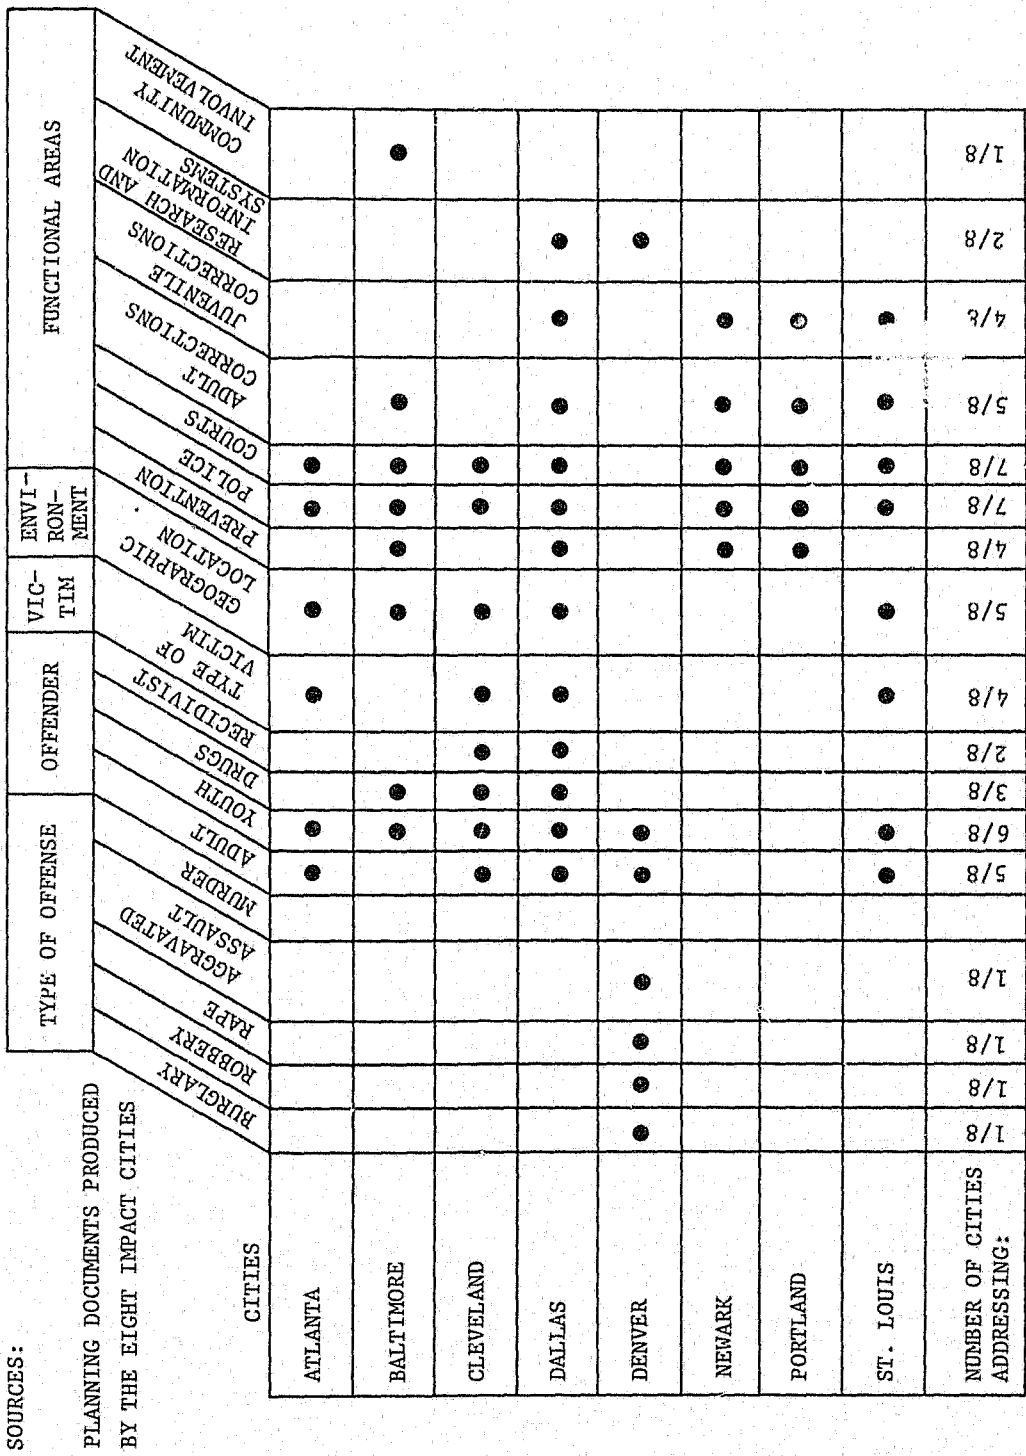 SOURCES:
PLANNING DOCUMENTS PRODUCED
BY THE EIGHT IMPACT CITIES
TYPE OF OFFENSE
OFFENDER
VIC-
TIM
ENVI-
RON-
MENT
FUNCTIONAL AREAS
BURGLARY
ROBBERY
RAPE
AGGRAVATED
ASSAULT
MURDER
ADULT
YOUTH
DRUGS
RECIDIVIST
TYPE OF
VICTIM
GEOGRAPHIC
LOCATION
PREVENTION
POLICE
COURTS
ADULT
CORRECTIONS
JUVENILE
CORRECTIONS
RESEARCH AND
INFORMATION
SYSTEMS
COMMUNITY
INVOLVEMENT
CITIES
ATLANTA
BALTIMORE
CLEVELAND
DALLAS
DENVER
NEWARK
PORTLAND
ST. LOUIS
NUMBER OF CITIES
ADDRESSING:
1/8
1/8
1/8
1/8
5/8
6/8
3/8
2/8
4/8
5/8
4/8
7/8
7/8
5/8
4/8
2/8
1/8